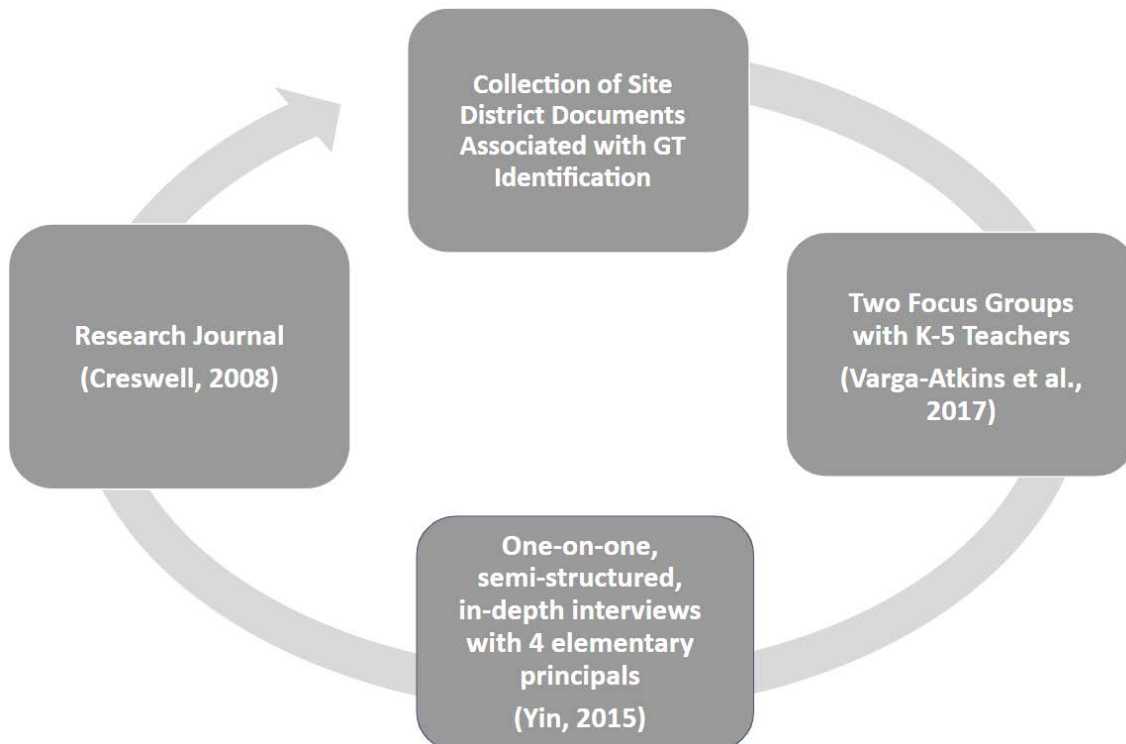 Collection of Site
District Documents
Associated with GT
Identification
Two Focus Groups
with K-5 Teachers
(Varga-Atkins et al.,
2017)
One-on-one,
semi-structured,
in-depth interviews
with 4 elementary
principals
(Yin, 2015)
Research Journal
(Creswell, 2008)